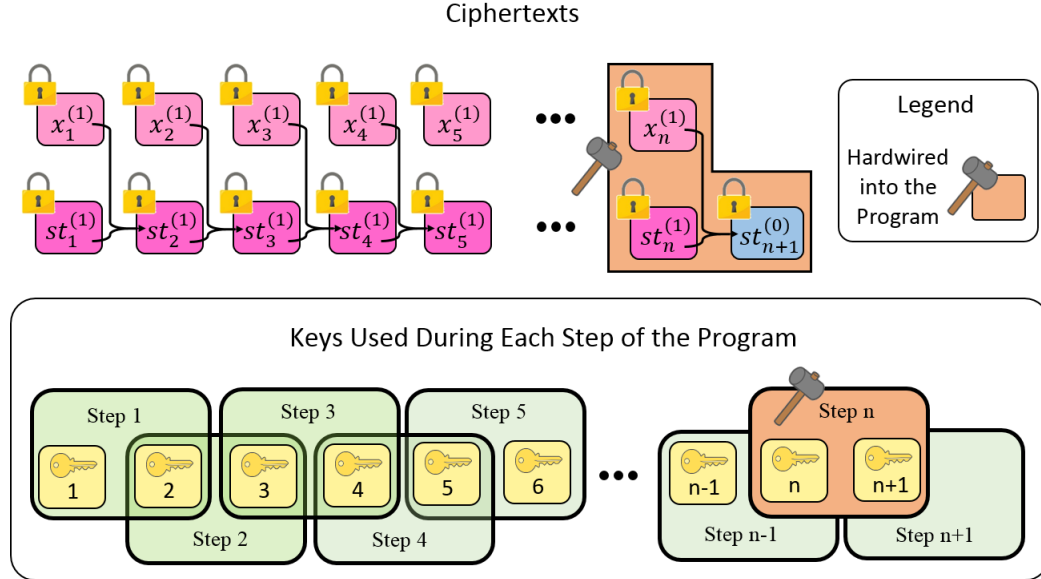 Ciphertexts
x_1^{(1)} x_2^{(1)} x_3^{(1)} x_4^{(1)} x_5^{(1)} ••• x_n^{(1)}
st_1^{(1)} st_2^{(1)} st_3^{(1)} st_4^{(1)} st_5^{(1)} ••• st_n^{(1)} st_{n+1}^{(0)}
Legend
Hardwired
into the
Program
Keys Used During Each Step of the Program
Step 1 Step 3 Step 5 Step n
1 2 3 4 5 6 ••• n-1 n n+1
Step 2 Step 4 Step n-1 Step n+1